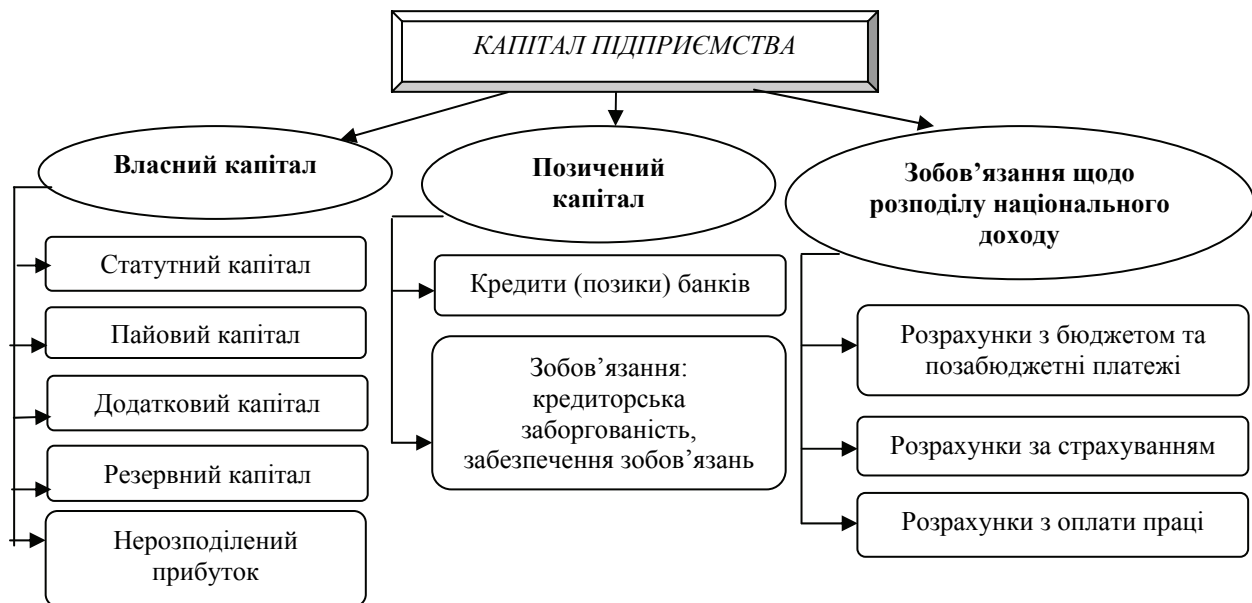 КАПІТАЛ ПІДПРИЄМСТВА
Власний капітал
Статутний капітал
Пайовий капітал
Додатковий капітал
Резервний капітал
Нерозподілений
прибуток
Позичений
капітал
Кредити (позики) банків
Зобов’язання:
кредиторська
заборгованість,
забезпечення зобов’язань
Зобов’язання щодо
розподілу національного
доходу
Розрахунки з бюджетом та
позабюджетні платежі
Розрахунки за страхуванням
Розрахунки з оплати праці